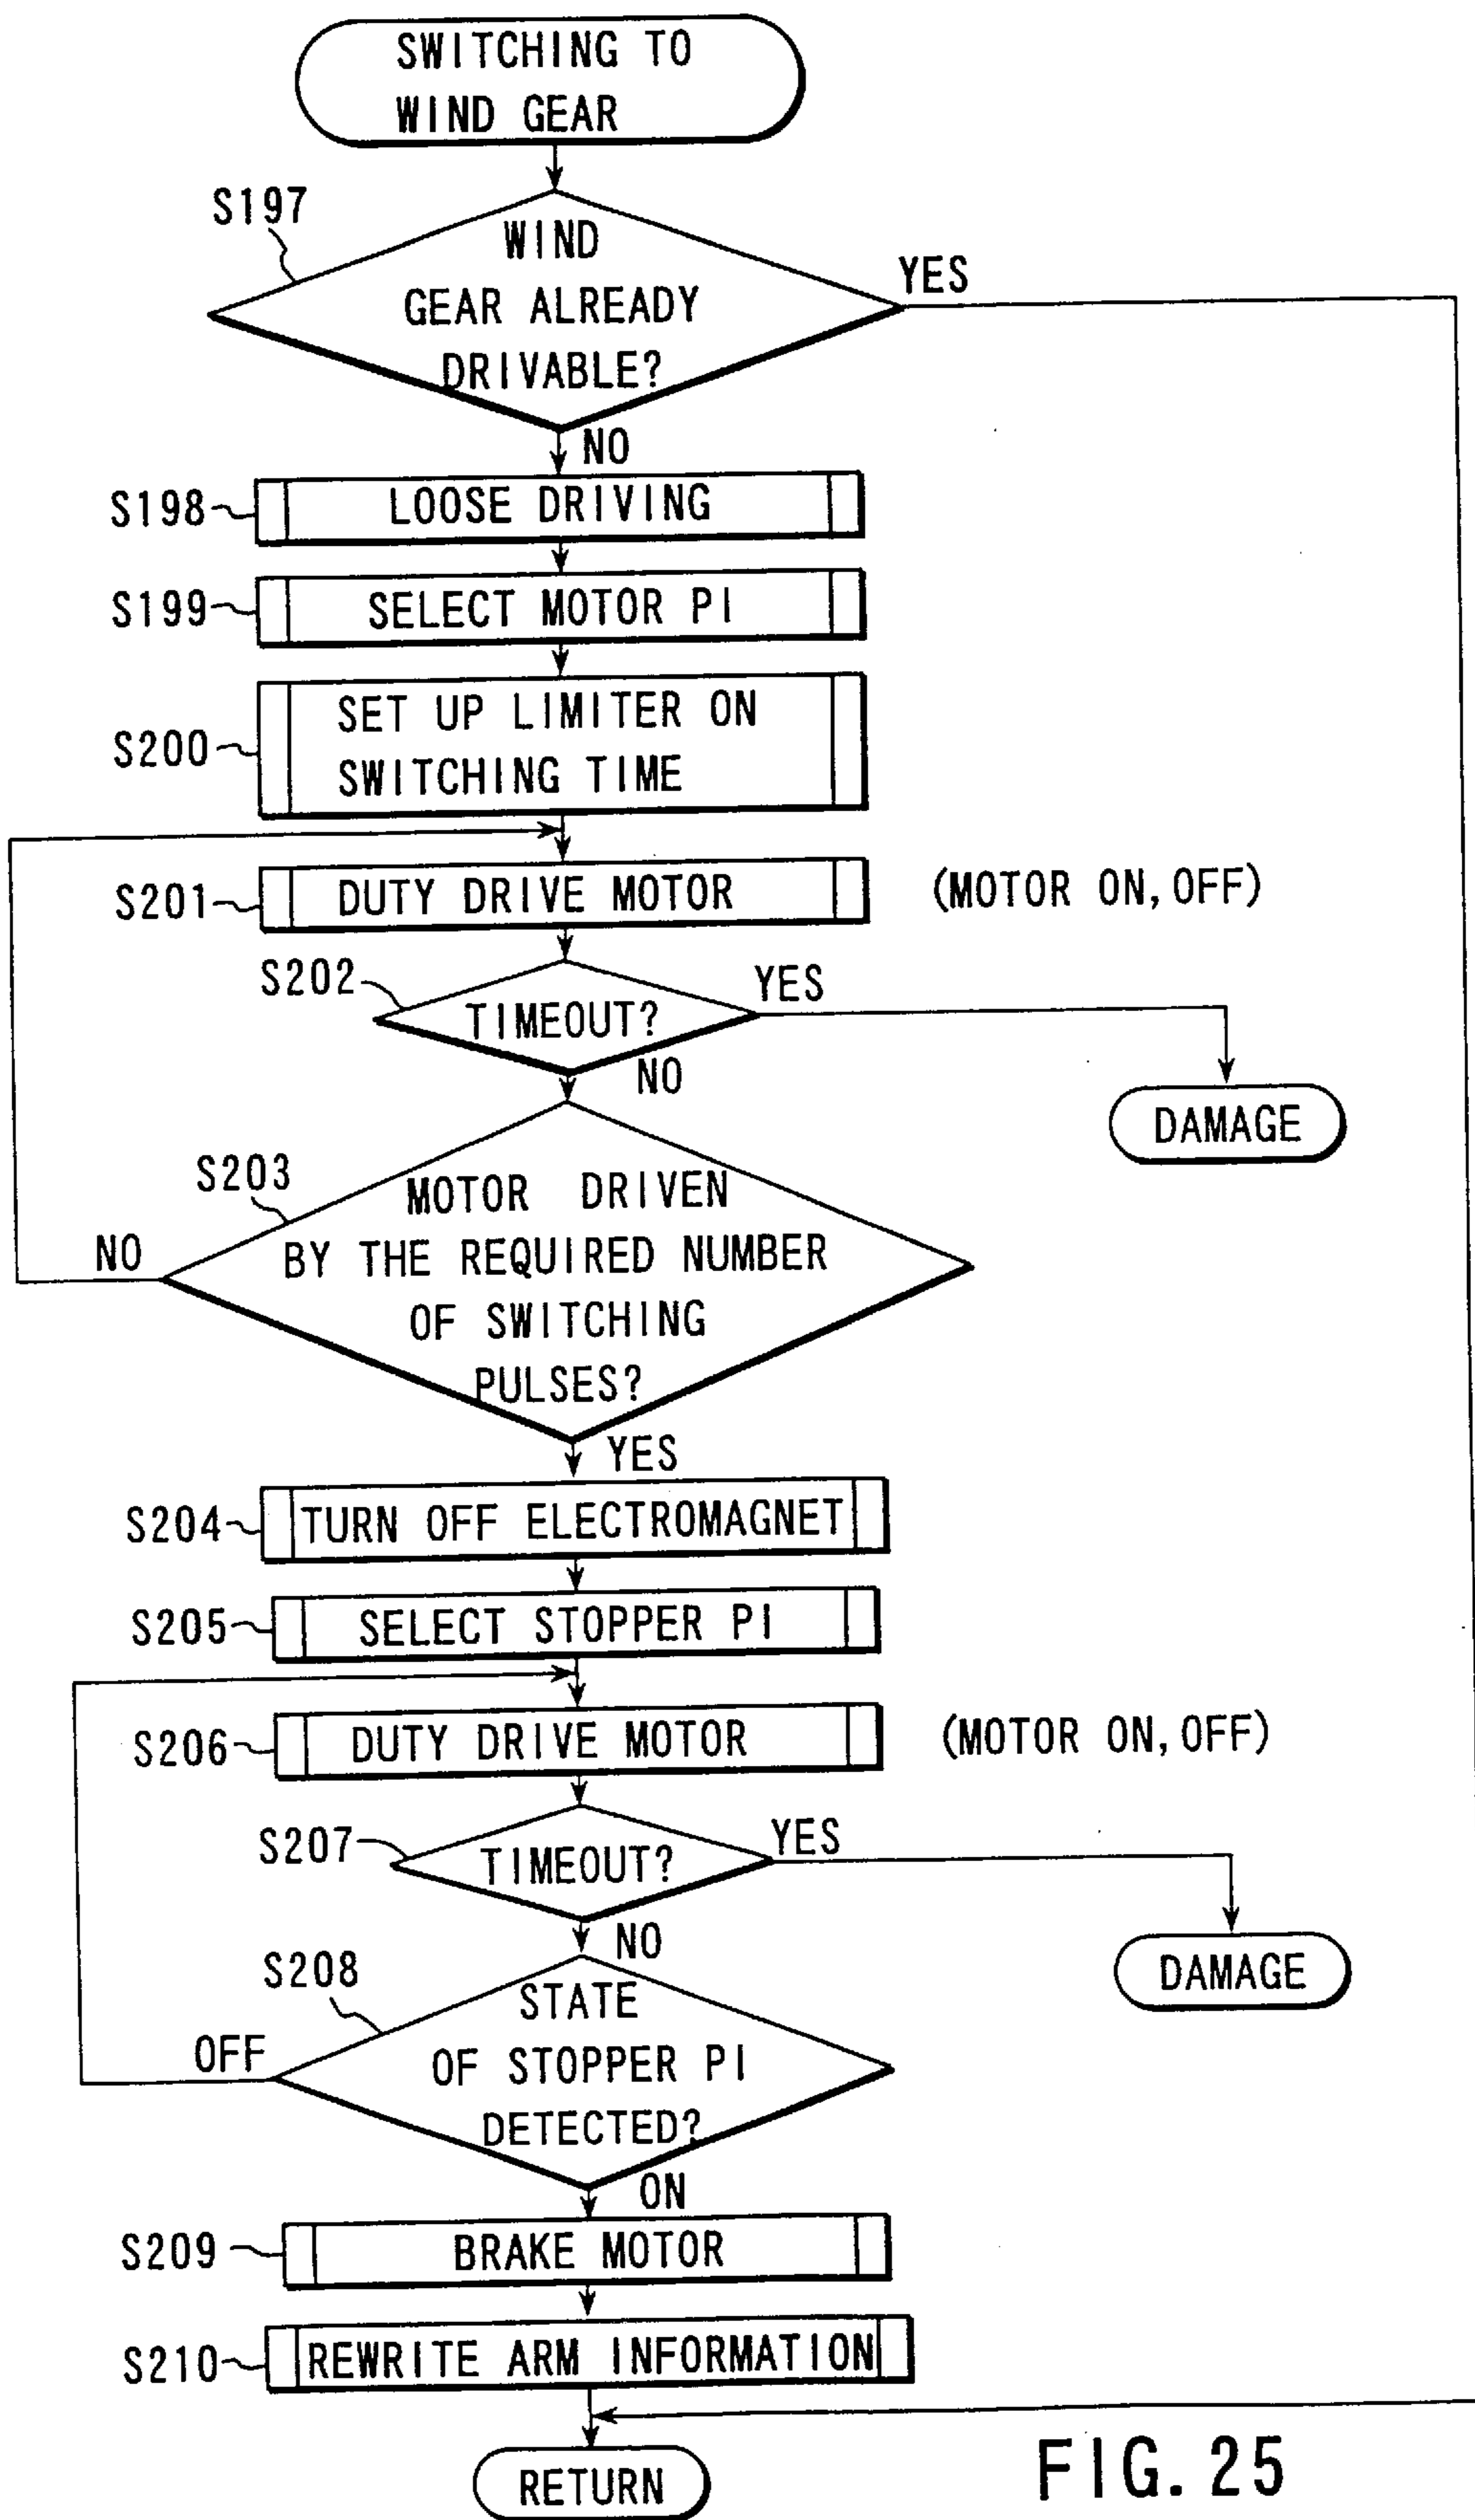 SWITCHING TO
WIND GEAR
S197
WIND
GEAR ALREADY
DRIVABLE?
YES
NO
S198
LOOSE DRIVING
S199
SELECT MOTOR PI
S200
SET UP LIMITER ON
SWITCHING TIME
S201
DUTY DRIVE MOTOR
(MOTOR ON, OFF)
S202
TIMEOUT?
YES
NO
DAMAGE
S203
MOTOR DRIVEN
BY THE REQUIRED NUMBER
OF SWITCHING
PULSES?
NO
YES
S204
TURN OFF ELECTROMAGNET
S205
SELECT STOPPER PI
S206
DUTY DRIVE MOTOR
(MOTOR ON, OFF)
S207
TIMEOUT?
YES
NO
DAMAGE
S208
STATE
OF STOPPER PI
DETECTED?
OFF
ON
S209
BRAKE MOTOR
S210
REWRITE ARM INFORMATION
RETURN
FIG. 25